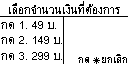 เลือกจำนวนเงินที่ต้องการ
กด 1. 49 บ.
กด 2. 149 บ.
กด 3. 299 บ.
กด ✱ยกเลิก